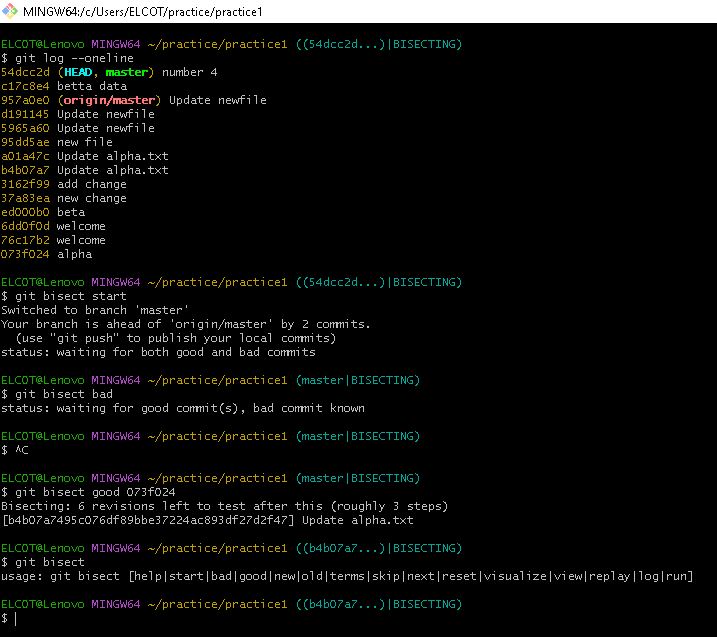 MINGW64:/c/Users/ELCOT/practice/practice1
ELCOT@Lenovo MINGW64 ~/practice/practice1 ((54dcc2d...)|BISECTING)
$ git log --oneline
54dcc2d (HEAD, master) number 4
c17c8e4 betta data
957a0e0 (origin/master) Update newfile
d191145 Update newfile
5965a60 Update newfile
95dd5ae new file
a01a47c Update alpha.txt
b4b07a7 Update alpha.txt
3162f99 add change
37a83ea new change
ed000b0 beta
6dd0f0d welcome
76c17b2 welcome
073f024 alpha
ELCOT@Lenovo MINGW64 ~/practice/practice1 ((54dcc2d...)|BISECTING)
$ git bisect start
Switched to branch 'master'
Your branch is ahead of 'origin/master' by 2 commits.
  (use "git push" to publish your local commits)
status: waiting for both good and bad commits
ELCOT@Lenovo MINGW64 ~/practice/practice1 (master|BISECTING)
$ git bisect bad
status: waiting for good commit(s), bad commit known
ELCOT@Lenovo MINGW64 ~/practice/practice1 (master|BISECTING)
$ ^C
ELCOT@Lenovo MINGW64 ~/practice/practice1 (master|BISECTING)
$ git bisect good 073f024
Bisecting: 6 revisions left to test after this (roughly 3 steps)
[b4b07a7495c076df89bbe37224ac893df27d2f47] Update alpha.txt
ELCOT@Lenovo MINGW64 ~/practice/practice1 ((b4b07a7...)|BISECTING)
$ git bisect
usage: git bisect [help|start|bad|good|new|old|terms|skip|next|reset|visualize|view|replay|log|run]
ELCOT@Lenovo MINGW64 ~/practice/practice1 ((b4b07a7...)|BISECTING)
$